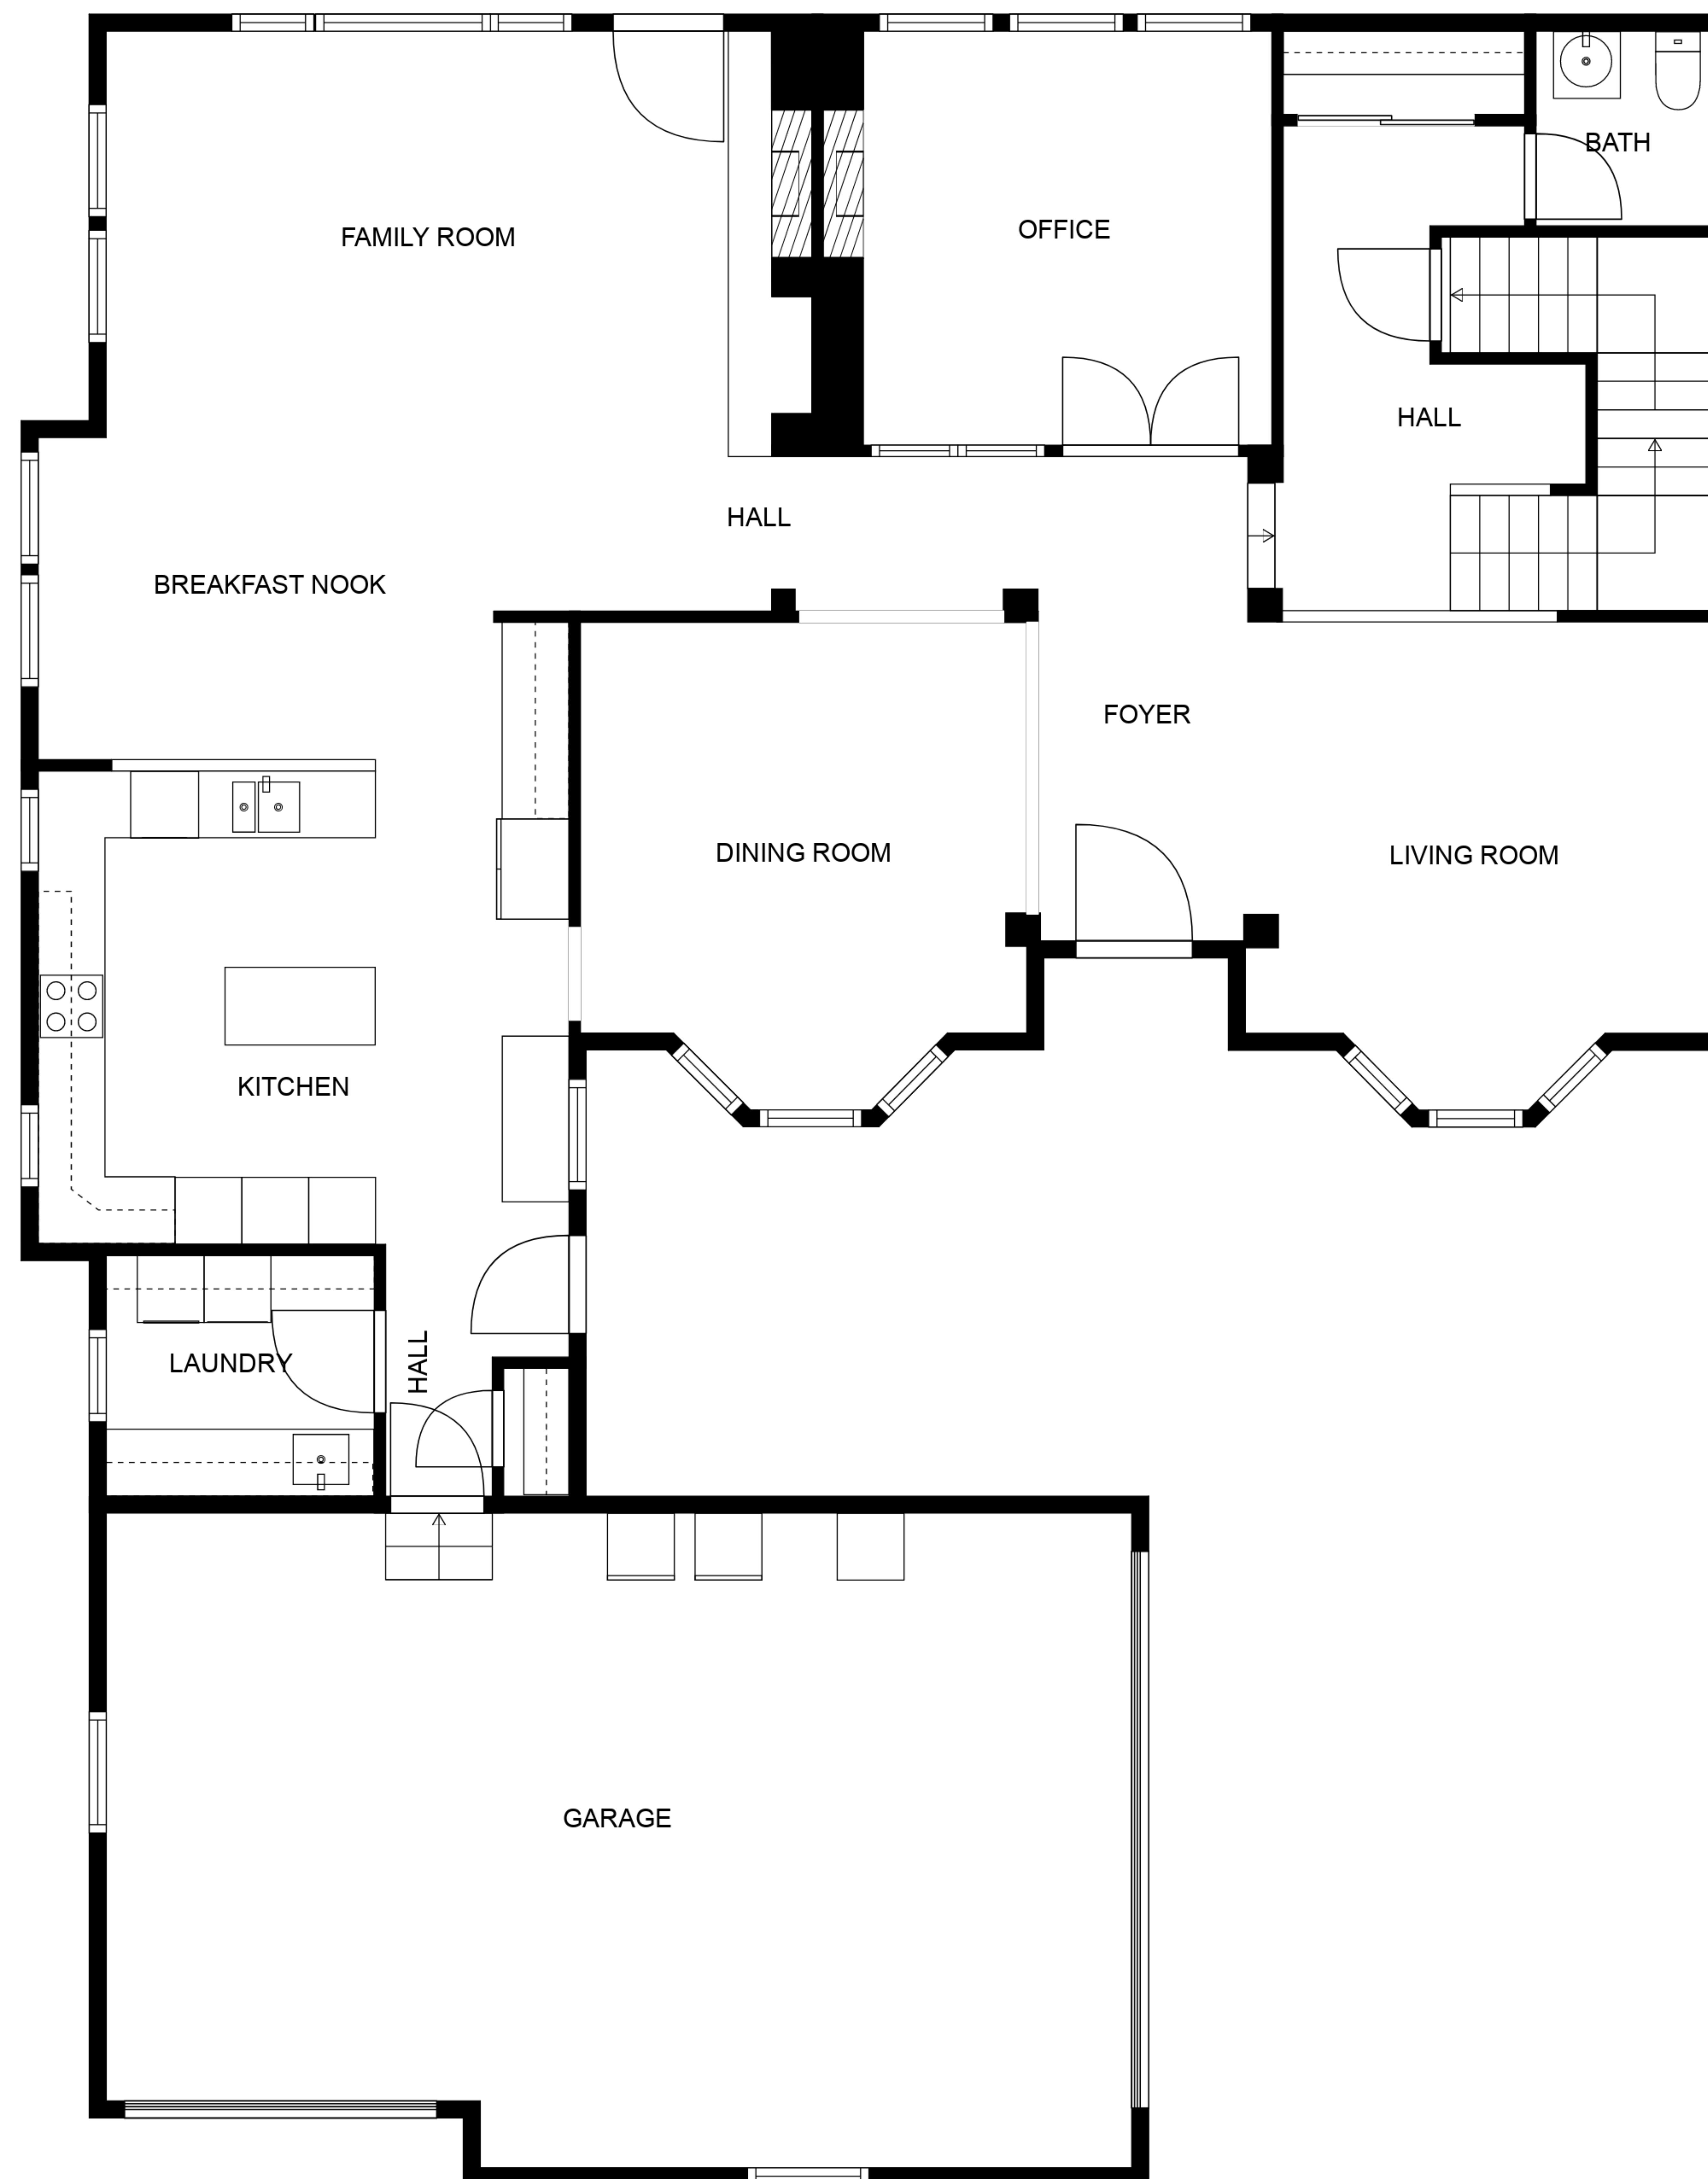 BATH
FAMILY ROOM
OFFICE
HALL
HALL
BREAKFAST NOOK
FOYER
DINING ROOM
LIVING ROOM
KITCHEN
LAUNDRY
HALL
GARAGE